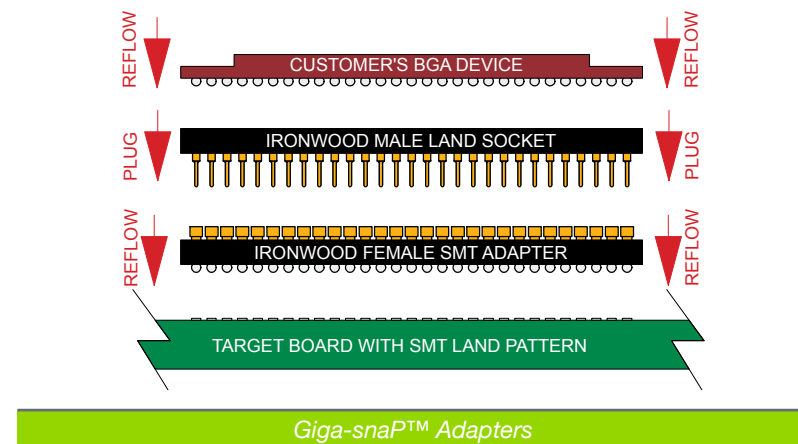 REFLOW
CUSTOMER'S BGA DEVICE
REFLOW
PLUG
IRONWOOD MALE LAND SOCKET
PLUG
REFLOW
IRONWOOD FEMALE SMT ADAPTER
REFLOW
TARGET BOARD WITH SMT LAND PATTERN
Giga-snaP™ Adapters